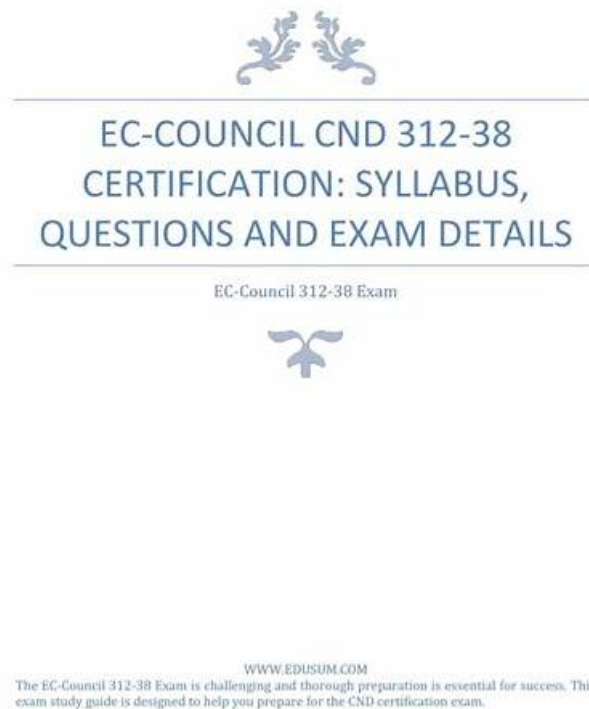 EC-COUNCIL CND 312-38
CERTIFICATION: SYLLABUS,
QUESTIONS AND EXAM DETAILS
EC-Council 312-38 Exam
WWW.EDUSUM.COM
The EC-Council 312-38 Exam is challenging and thorough preparation is essential for success. Thi
exam study guide is designed to help you prepare for the CND certification exam.